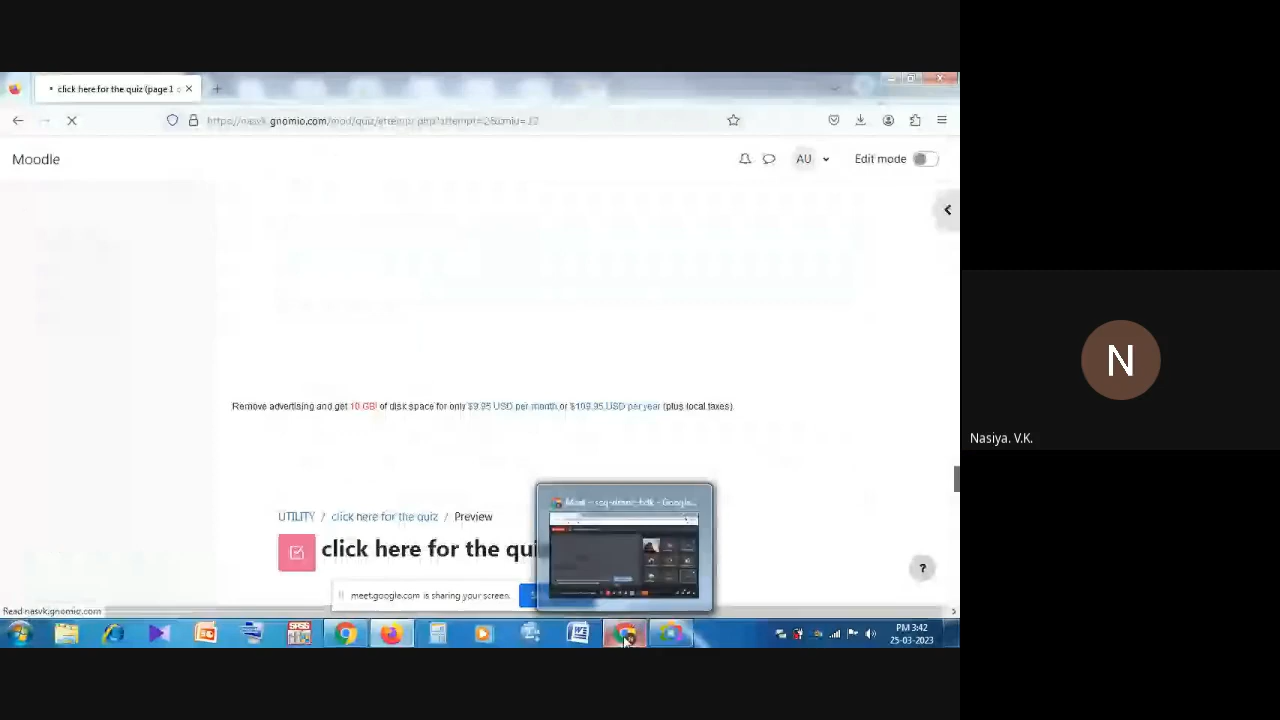 click here for the quiz (page 1 o
Moodle
AU
Edit mode
Remove advertising and get 10 GB! of disk space for only $9.95 USD per month or $109.95 USD per year (plus local taxes)
UTILITY / click here for the quiz / Preview
click here for the qui
meet.google.com is sharing your screen.
?
Read nasvk.gnomio.com
SPSS
PM 3:42
25-03-2023
N
Nasiya. V.K.